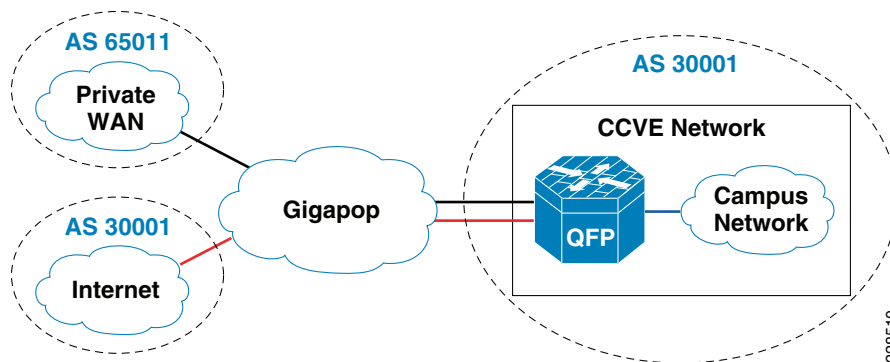 AS 65011
Private
WAN
AS 30001
Internet
Gigapop
AS 30001
CCVE Network
QFP
Campus
Network